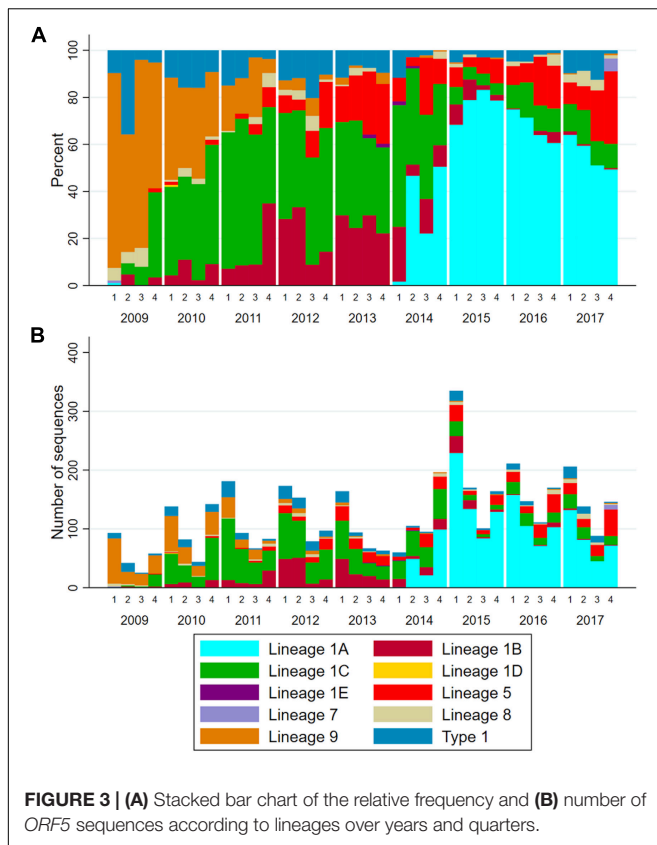 A
Percent
100
80
60
40
20
0
1 2 3 4 1 2 3 4 1 2 3 4 1 2 3 4 1 2 3 4 1 2 3 4 1 2 3 4 1 2 3 4 1 2 3 4
2009 2010 2011 2012 2013 2014 2015 2016 2017
B
Number of sequences
400
300
200
100
0
1 2 3 4 1 2 3 4 1 2 3 4 1 2 3 4 1 2 3 4 1 2 3 4 1 2 3 4 1 2 3 4 1 2 3 4
2009 2010 2011 2012 2013 2014 2015 2016 2017
Lineage 1A Lineage 1B
Lineage 1C Lineage 1D
Lineage 1E Lineage 5
Lineage 7 Lineage 8
Lineage 9 Type 1
FIGURE 3 | (A) Stacked bar chart of the relative frequency and (B) number of
ORF5 sequences according to lineages over years and quarters.